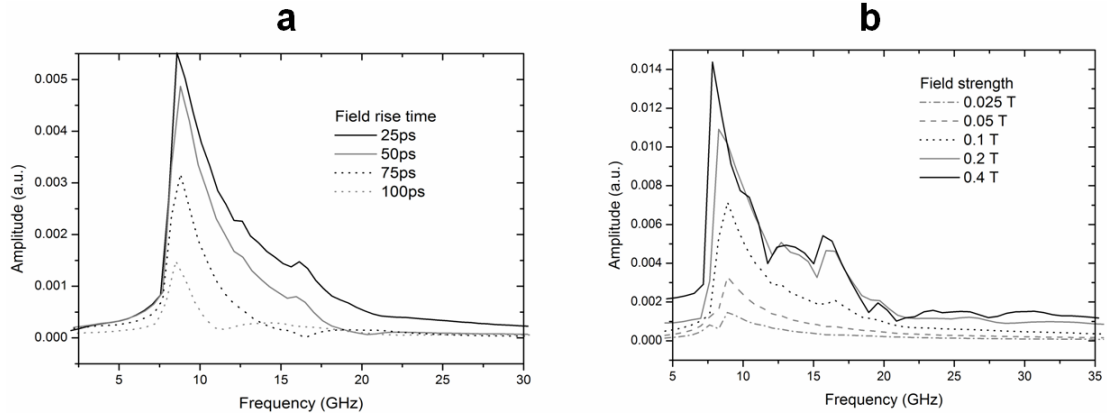 a
b
0.005
0.004
0.003
0.002
0.001
0.000
Amplitude (a.u.)
5
10
15
20
25
30
Frequency (GHz)
Field rise time
25ps
50ps
75ps
100ps
0.014
0.012
0.010
0.008
0.006
0.004
0.002
0.000
Amplitude (a.u.)
5
10
15
20
25
30
35
Frequency (GHz)
Field strength
0.025 T
0.05 T
0.1 T
0.2 T
0.4 T